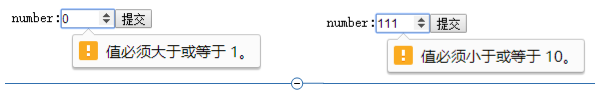 number:0 提交
值必须大于或等于 1。
number:111 提交
值必须小于或等于 10。